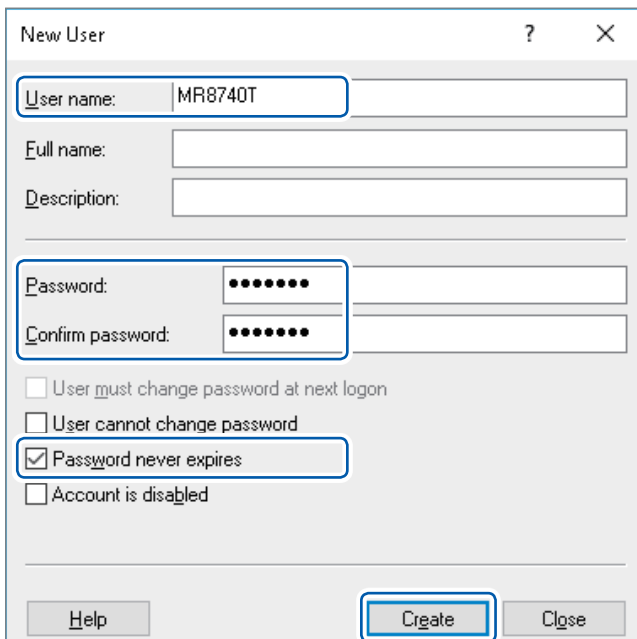 New User ?
User name: MR8740T
Full name:
Description:
Password: ●●●●●●●
Confirm password: ●●●●●●●
User must change password at next logon
User cannot change password
Password never expires
Account is disabled
Help Create Close